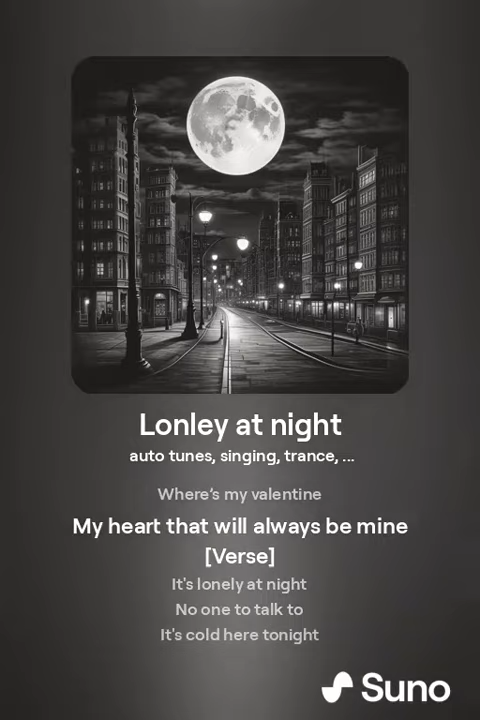 Lonley at night
auto tunes, singing, trance, ...
Where's my valentine
My heart that will always be mine
[Verse]
It's lonely at night
No one to talk to
It's cold here tonight
Suno